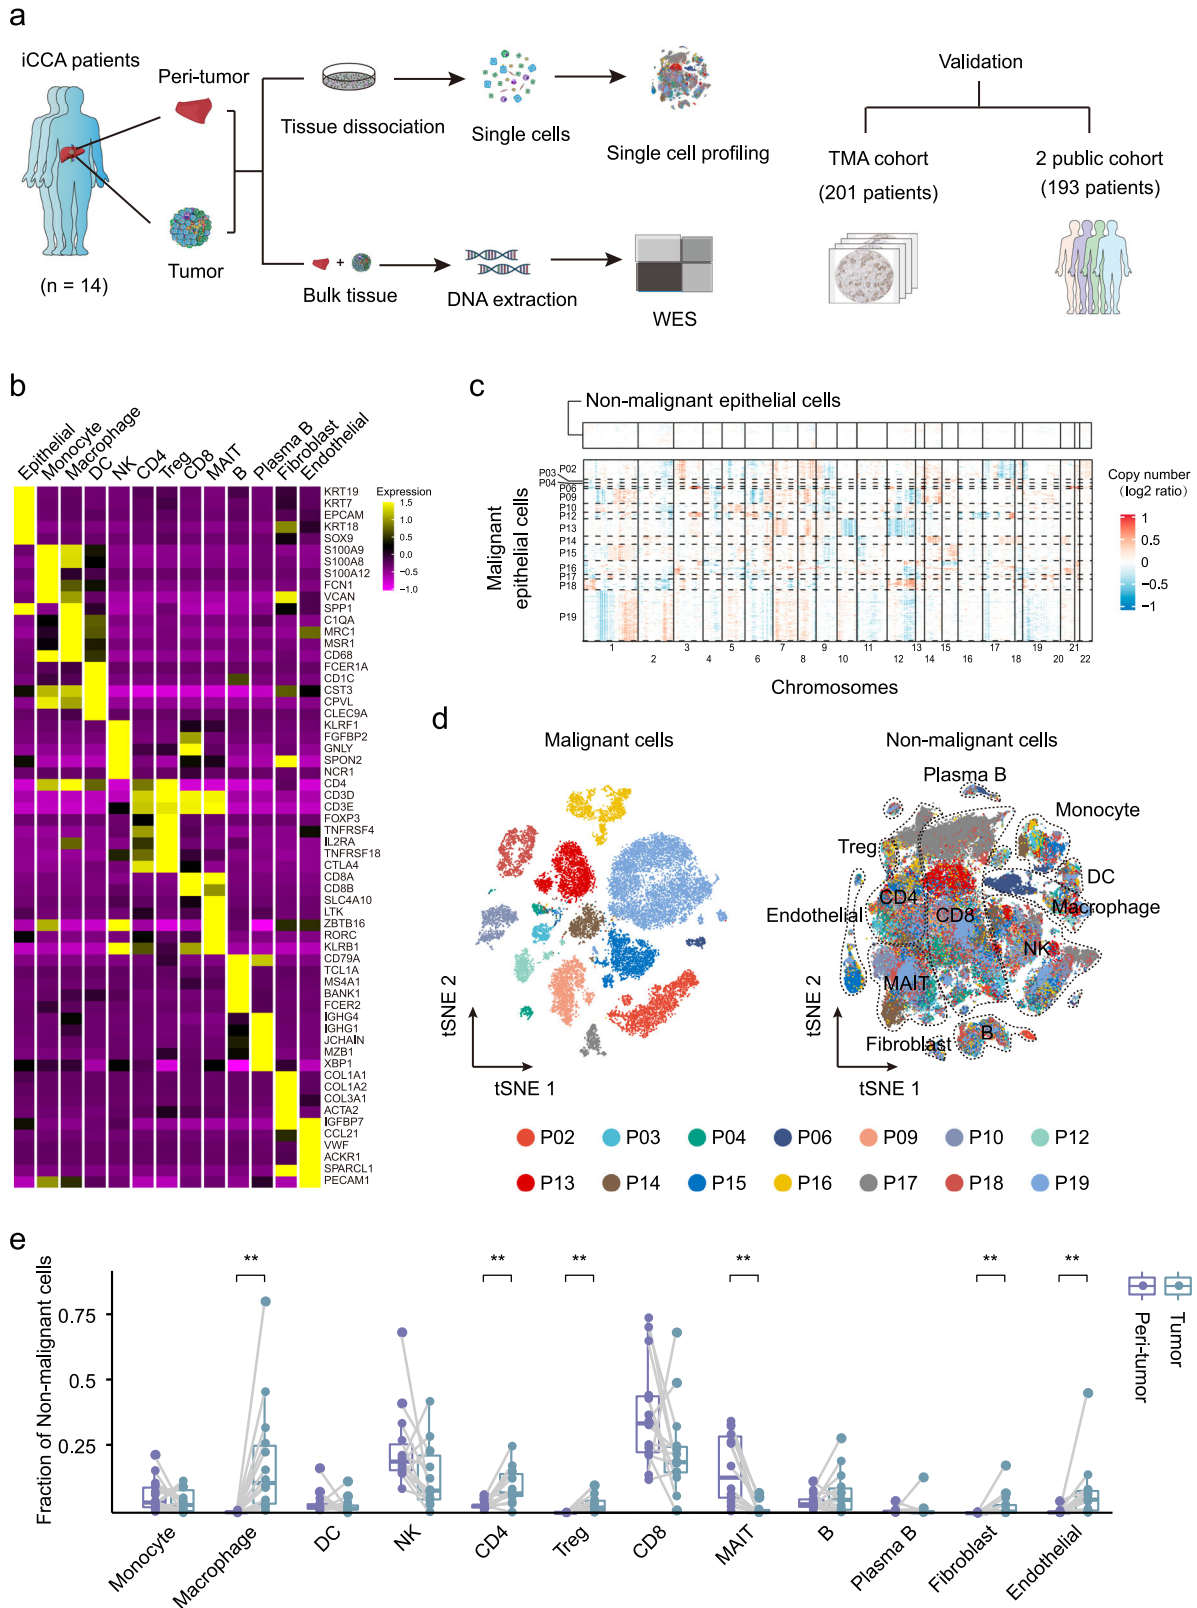 a
iCCA patients
Peri-tumor
Tumor
(n = 14)
Tissue dissociation
Single cells
Single cell profiling
Bulk tissue
+
DNA extraction
WES
Validation
TMA cohort
(201 patients)
2 public cohort
(193 patients)
b
Epithelial
Monocyte
Macrophage
DC
NK
CD4
Treg
CD8
MAIT
B
Plasma B
Fibroblast
Endothelial
Expression
1.5
1.0
0.5
0.0
−0.5
−1.0
KRT19
KRT7
EPCAM
KRT18
SOX9
S100A9
S100A8
S100A12
FCN1
VCAN
SPP1
C1QA
MRC1
MSR1
CD68
FCER1A
CD1C
CST3
CPVL
CLEC9A
KLRF1
FGFBP2
GNLY
SPON2
NCR1
CD4
CD3D
CD3E
FOXP3
TNFRSF4
IL2RA
TNFRSF18
CTLA4
CD8A
CD8B
SLC4A10
LTK
ZBTB16
RORC
KLRB1
CD79A
TCL1A
MS4A1
BANK1
FCER2
IGHG4
IGHG1
JCHAIN
MZB1
XBP1
COL1A1
COL1A2
COL3A1
ACTA2
IGFBP7
CCL21
VWF
ACKR1
SPARCL1
PECAM1
c
Non-malignant epithelial cells
Malignant
epithelial cells
P02
P03
P04
P06
P09
P10
P12
P13
P14
P15
P16
P17
P18
P19
1 2 3 4 5 6 7 8 9 10 11 12 13 14 15 16 17 18 19 20 21 22
Chromosomes
Copy number
(log2 ratio)
1
0.5
0
−0.5
−1
d
Malignant cells
tSNE 2
tSNE 1
Non-malignant cells
Plasma B
Monocyte
Treg
DC
CD4
Macrophage
Endothelial
CD8
NK
MAIT
Fibroblast
B
tSNE 2
tSNE 1
P02 P03 P04 P06 P09 P10 P12
P13 P14 P15 P16 P17 P18 P19
e
Fraction of Non-malignant cells
0.75
0.5
0.25
** ** ** ** ** **
Monocyte
Macrophage
DC
NK
CD4
Treg
CD8
MAIT
B
Plasma B
Fibroblast
Endothelial
Peri-tumor
Tumor